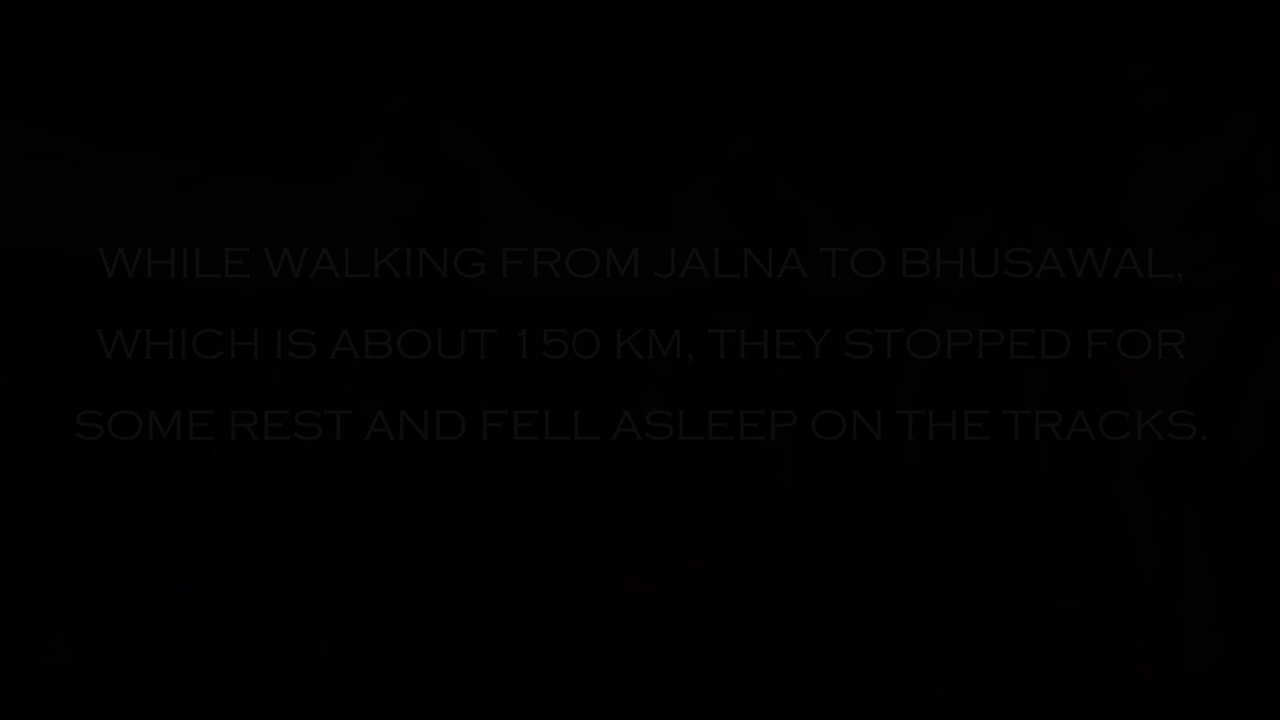 WHILE WALKING FROM JALNA TO BHUSAWAL,
WHICH IS ABOUT 150 KM, THEY STOPPED FOR
SOME REST AND FELL ASLEEP ON THE TRACKS.